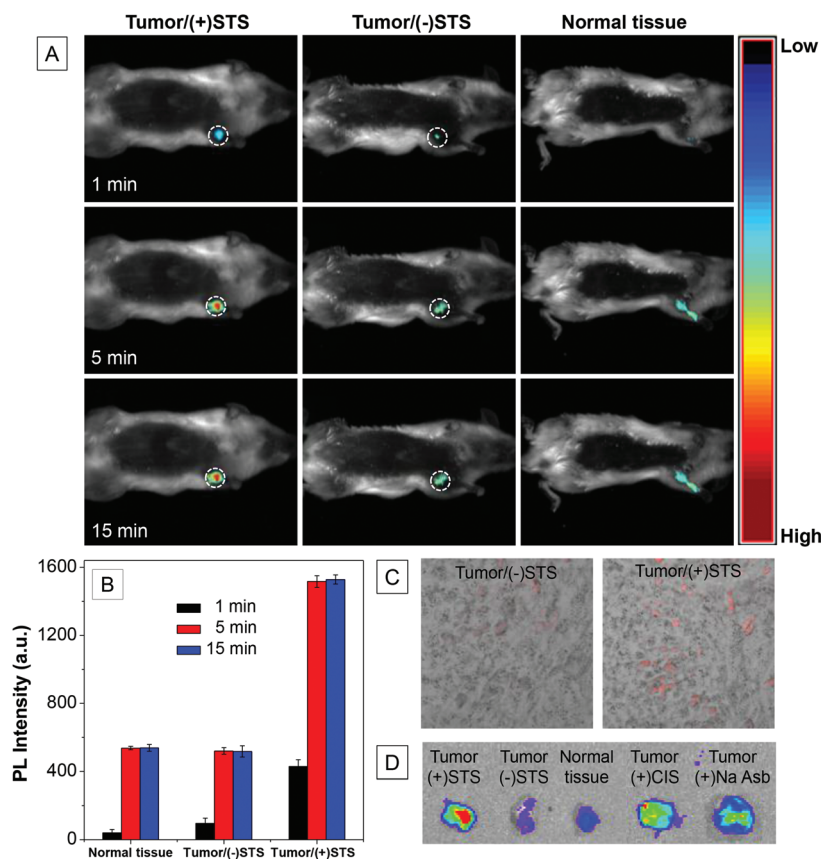 Tumor/(+)STS
Tumor/(-)STS
Normal tissue
A
Low
1 min
5 min
15 min
High
B
1 min
5 min
15 min
PL Intensity (a.u.)
1600
1200
800
400
0
Normal tissue
Tumor/(-)STS
Tumor/(+)STS
C
Tumor/(-)STS
Tumor/(+)STS
D
Tumor
(+)STS
Tumor
(-)STS
Normal
tissue
Tumor
(+)CIS
Tumor
(+)Na Asb